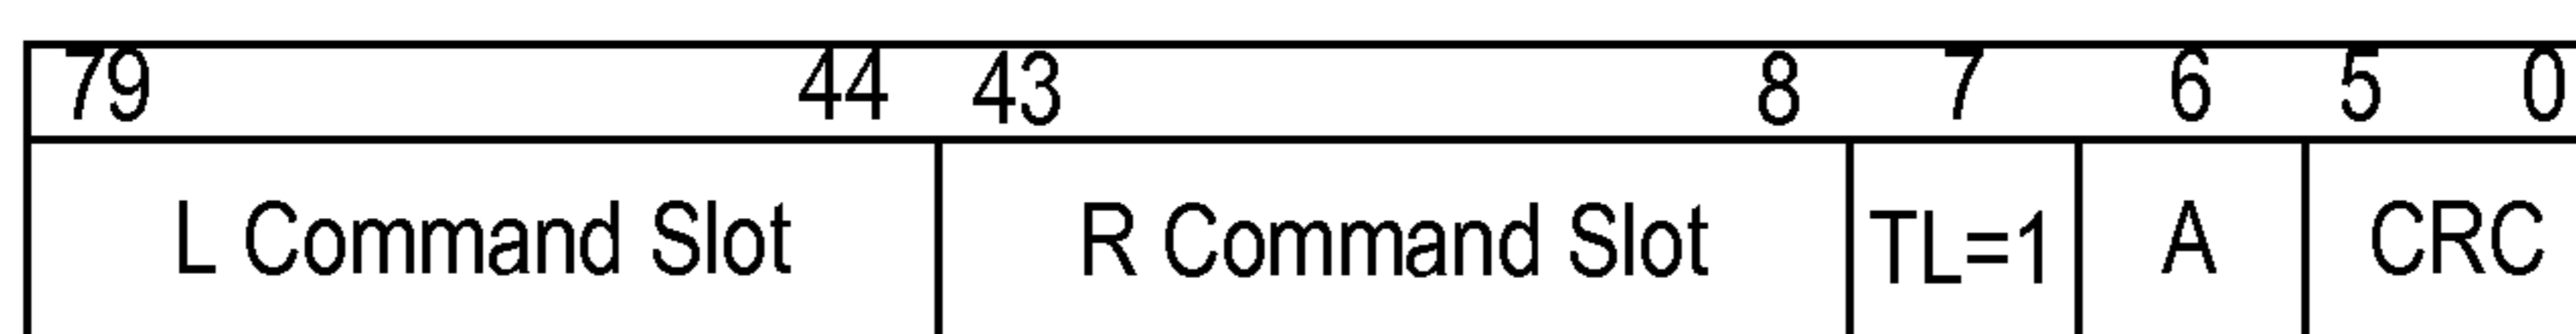 79 44 43 8 7 6 5 0
L Command Slot R Command Slot TL=1 A CRC